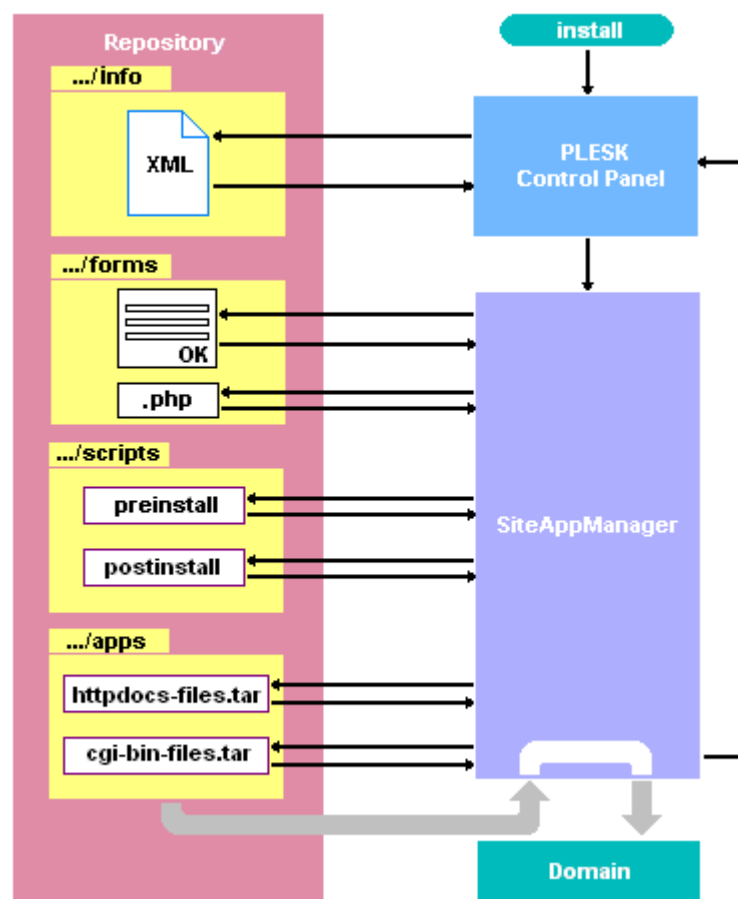 Repository
install
.../info
XML
PLESK
Control Panel
.../forms
OK
.php
.../scripts
preinstall
postinstall
SiteAppManager
.../apps
httpdocs-files.tar
cgi-bin-files.tar
Domain